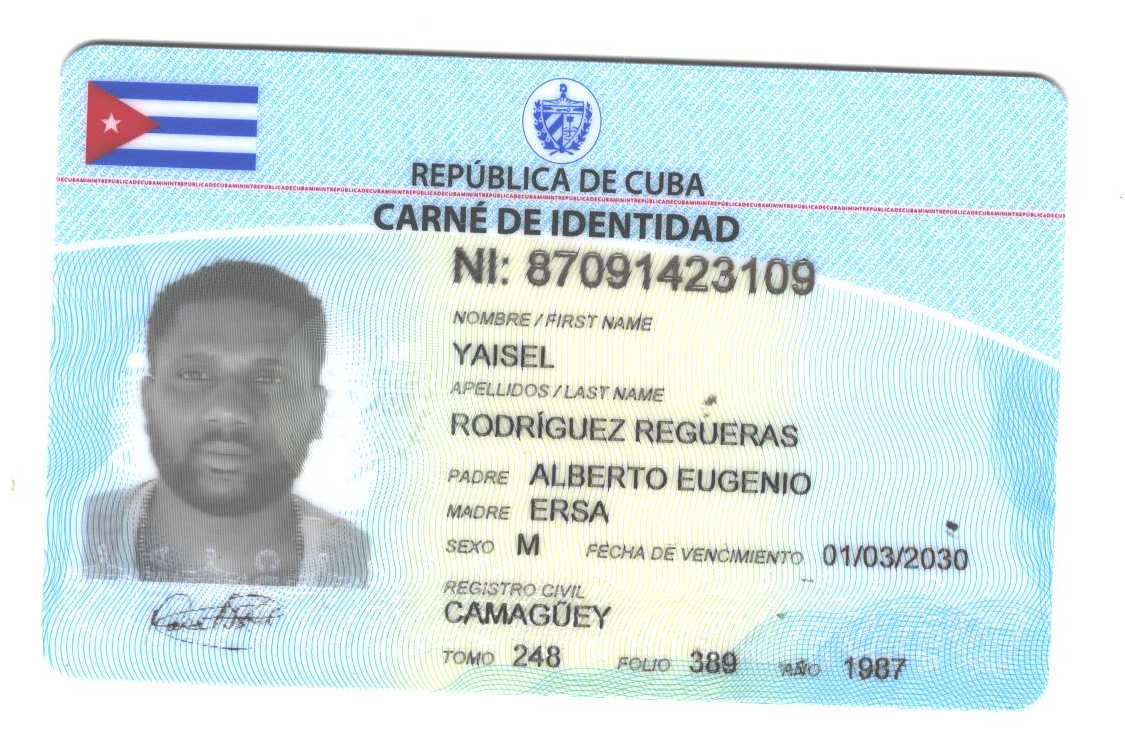 REPÚBLICA DE CUBA
CARNÉ DE IDENTIDAD
NI: 87091423109
NOMBRE / FIRST NAME
YAISEL
APELLIDOS / LAST NAME
RODRÍGUEZ REGÜERAS
PADRE ALBERTO EUGENIO
MADRE ERSA
SEXO M FECHA DE VENCIMIENTO 01/03/2030
REGISTRO CIVIL
CAMAGÜEY
TOMO 248 FOLIO 389 AÑO 1987